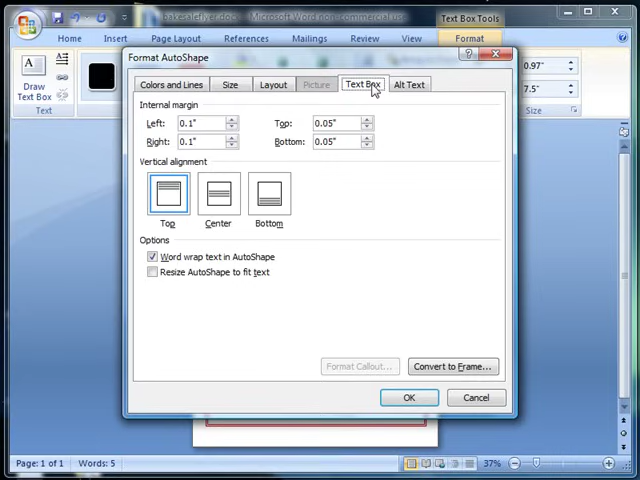 bakesaleflyer.docx - Microsoft Word non-commercial use
Text Box Tools
Home Insert Page Layout References Mailings Review View Format
Draw
Text Box
Text
Format AutoShape
Colors and Lines Size Layout Picture Text Box Alt Text
Internal margin
Left: 0.1" Top: 0.05"
Right: 0.1" Bottom: 0.05"
Vertical alignment
Top Center Bottom
Options
Word wrap text in AutoShape
Resize AutoShape to fit text
Format Callout... Convert to Frame...
OK Cancel
0.97"
7.5"
Size
Page: 1 of 1 Words: 5 37%